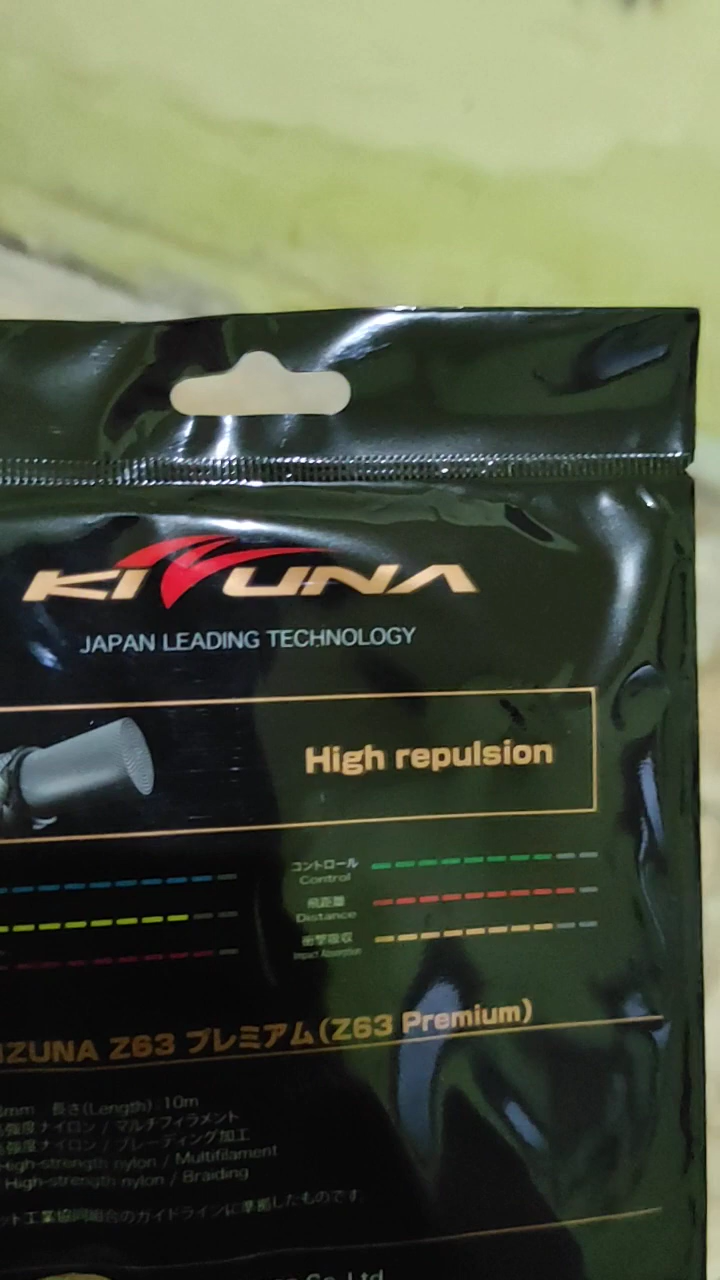 KIZUNA
JAPAN LEADING TECHNOLOGY
High repulsion
コントロール
Control
飛距離
Distance
衝撃吸収
Impact Absorption
IZUNA Z63 プレミアム(Z63 Premium)
mm 長さ(Length) 10m
強度ナイロン / マルチフィラメント
強度ナイロン / ブレーディング加工
High-strength nylon / Multifilament
High-strength nylon / Braiding
ット工業協同組合のガイドラインに準拠したものです
Co.,Ltd